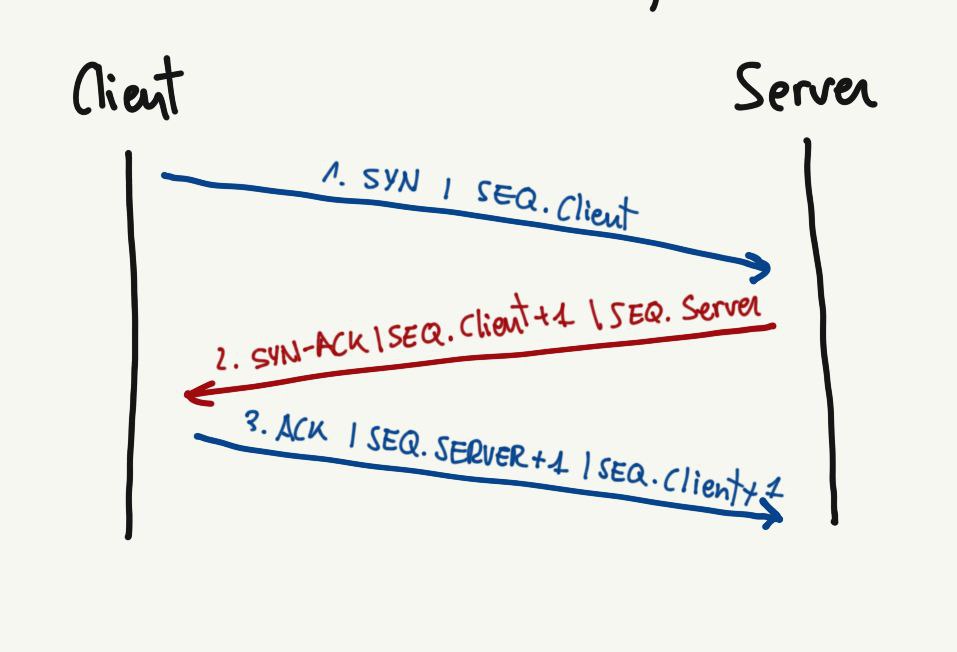 Client
Server
1. SYN | SEQ.Client
2. SYN-ACK | SEQ.Client+1 \ SEQ. Server
3. ACK | SEQ.SERVER+1 | SEQ.Client+1